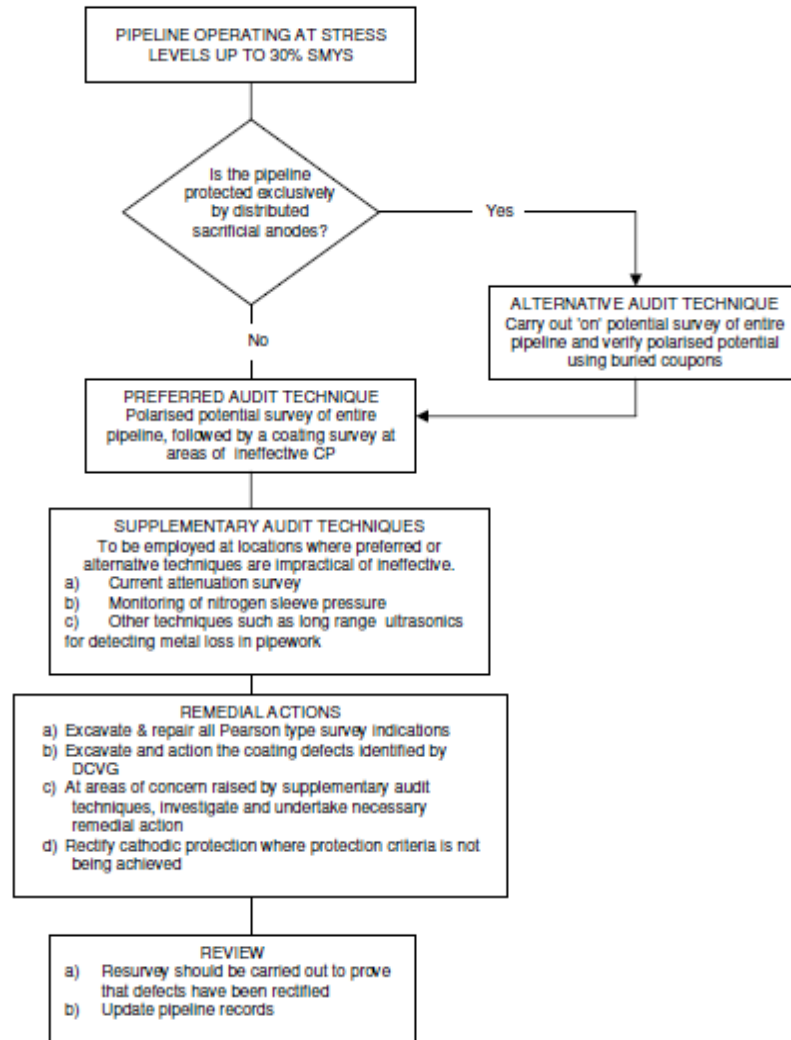 PIPELINE OPERATING AT STRESS
LEVELS UP TO 30% SMYS
Is the pipeline
protected exclusively
by distributed
sacrificial anodes?
Yes
ALTERNATIVE AUDIT TECHNIQUE
Carry out 'on' potential survey of entire
pipeline and verify polarised potential
using buried coupons
No
PREFERRED AUDIT TECHNIQUE
Polarised potential survey of entire
pipeline, followed by a coating survey at
areas of ineffective CP
SUPPLEMENTARY AUDIT TECHNIQUES
To be employed at locations where preferred or
alternative techniques are impractical of ineffective.
a) Current attenuation survey
b) Monitoring of nitrogen sleeve pressure
c) Other techniques such as long range ultrasonics
for detecting metal loss in pipework
REMEDIAL ACTIONS
a) Excavate & repair all Pearson type survey indications
b) Excavate and action the coating defects identified by
DCVG
c) At areas of concern raised by supplementary audit
techniques, investigate and undertake necessary
remedial action
d) Rectify cathodic protection where protection criteria is not
being achieved
REVIEW
a) Resurvey should be carried out to prove
that defects have been rectified
b) Update pipeline records